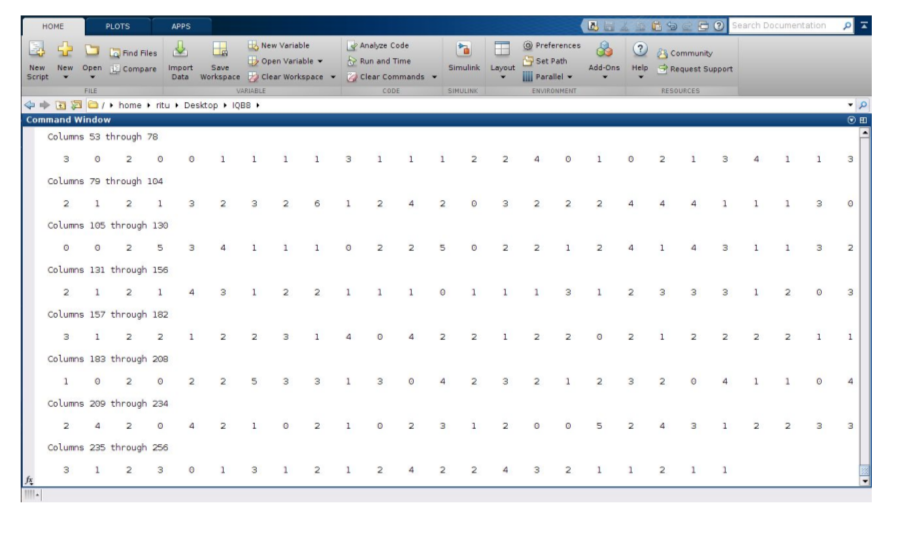 HOME PLOTS APPS Search Documentation
New Script New Open Find Files Compare Import Data Save Workspace New Variable Open Variable Clear Workspace Analyze Code Run and Time Clear Commands Simulink Layout Preferences Set Path Parallel Add-Ons Help Community Request Support
FILE VARIABLE CODE SIMULINK ENVIRONMENT RESOURCES
/ home ritu Desktop IQBB
Command Window
Columns 53 through 78
3 0 2 0 0 1 1 1 1 3 1 1 1 2 2 4 0 1 0 2 1 3 4 1 1 3
Columns 79 through 104
2 1 2 1 3 2 3 2 6 1 2 4 2 0 3 2 2 2 4 4 4 1 1 1 3 0
Columns 105 through 130
0 0 2 5 3 4 1 1 1 0 2 2 5 0 2 2 1 2 4 1 4 3 1 1 3 2
Columns 131 through 156
2 1 2 1 4 3 1 2 2 1 1 1 0 1 1 1 3 1 2 3 3 3 1 2 0 3
Columns 157 through 182
3 1 2 2 1 2 2 3 1 4 0 4 2 2 1 2 2 0 2 1 2 2 2 2 1 1
Columns 183 through 208
1 0 2 0 2 2 5 3 3 1 3 0 4 2 3 2 1 2 3 2 0 4 1 1 0 4
Columns 209 through 234
2 4 2 0 4 2 1 0 2 1 0 2 3 1 2 0 0 5 2 4 3 1 2 2 3 3
Columns 235 through 256
3 1 2 3 0 1 3 1 2 1 2 4 2 2 4 3 2 1 1 2 1 1
fx